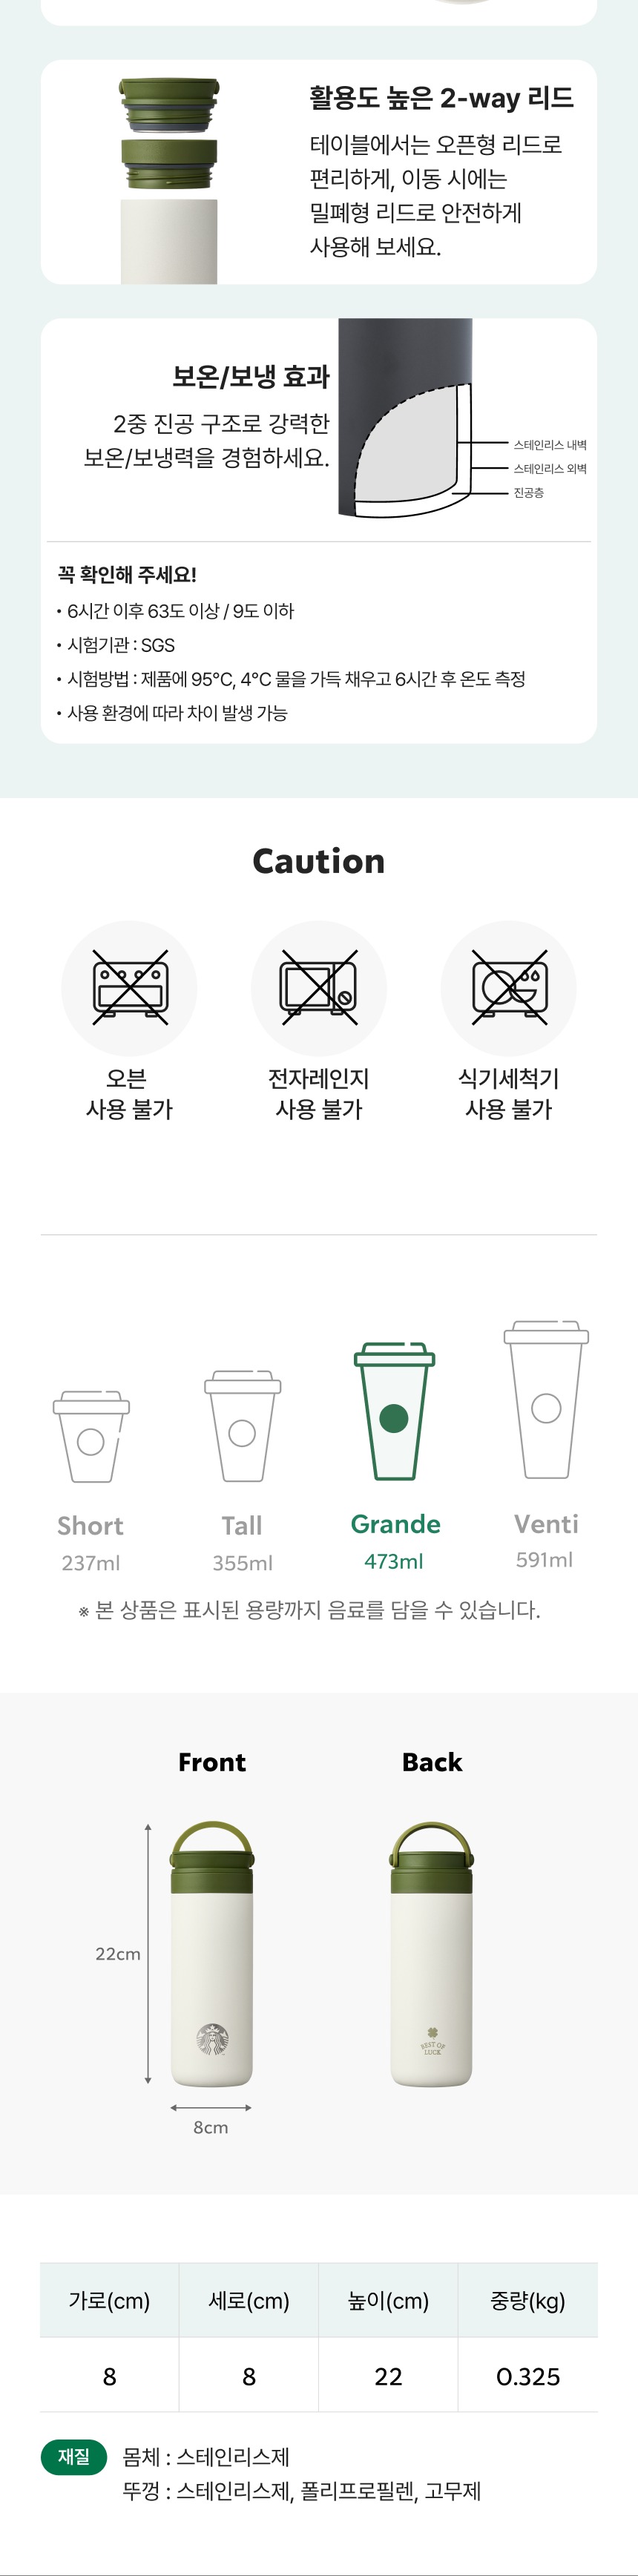 활용도 높은 2-way 리드
테이블에서는 오픈형 리드로
편리하게, 이동 시에는
밀폐형 리드로 안전하게
사용해 보세요.
보온/보냉 효과
2중 진공 구조로 강력한
보온/보냉력을 경험하세요.
스테인리스 내벽
스테인리스 외벽
진공층
꼭 확인해 주세요!
• 6시간 이후 63도 이상 / 9도 이하
• 시험기관 : SGS
• 시험방법 : 제품에 95°C, 4°C 물을 가득 채우고 6시간 후 온도 측정
• 사용 환경에 따라 차이 발생 가능
Caution
오븐
사용 불가
전자레인지
사용 불가
식기세척기
사용 불가
Short
237ml
Tall
355ml
Grande
473ml
Venti
591ml
※ 본 상품은 표시된 용량까지 음료를 담을 수 있습니다.
Front
Back
22cm
BEST OF
LUCK
8cm
가로(cm) 세로(cm) 높이(cm) 중량(kg)
8 8 22 0.325
재질 몸체 : 스테인리스제
뚜껑 : 스테인리스제, 폴리프로필렌, 고무제